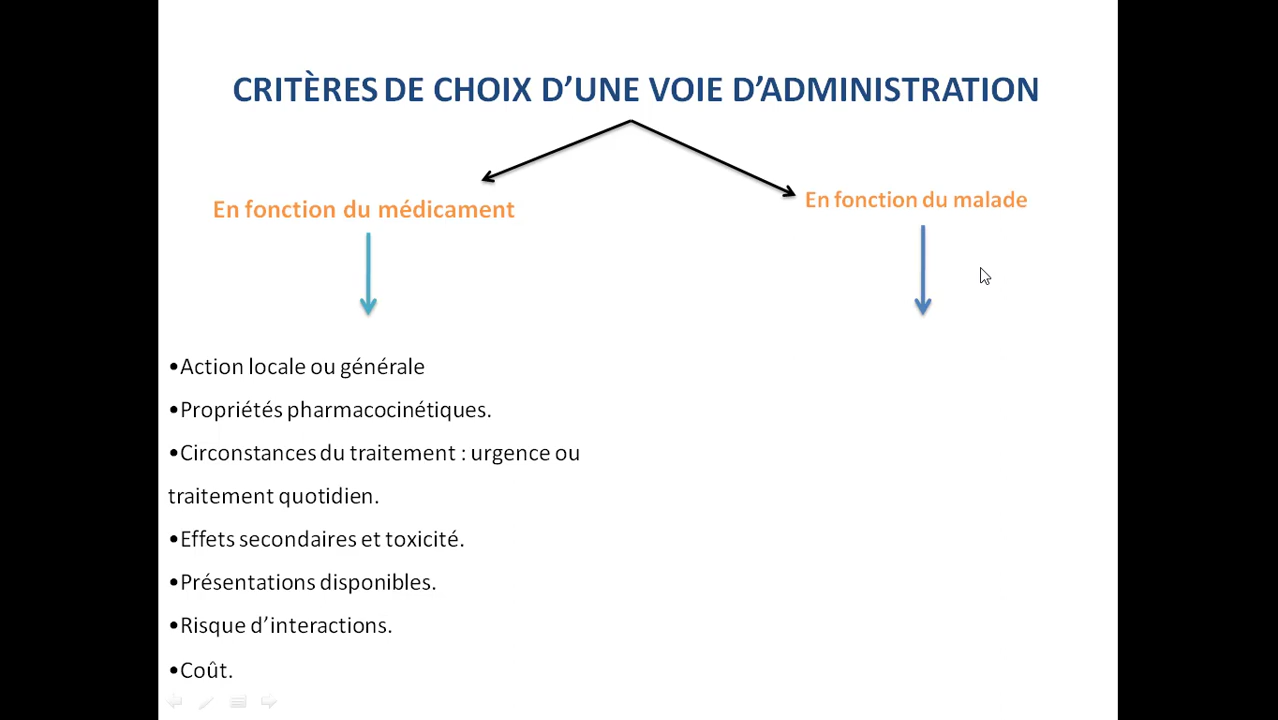 CRITÈRES DE CHOIX D’UNE VOIE D’ADMINISTRATION
En fonction du médicament
En fonction du malade
•Action locale ou générale
•Propriétés pharmacocinétiques.
•Circonstances du traitement : urgence ou
traitement quotidien.
•Effets secondaires et toxicité.
•Présentations disponibles.
•Risque d’interactions.
•Coût.